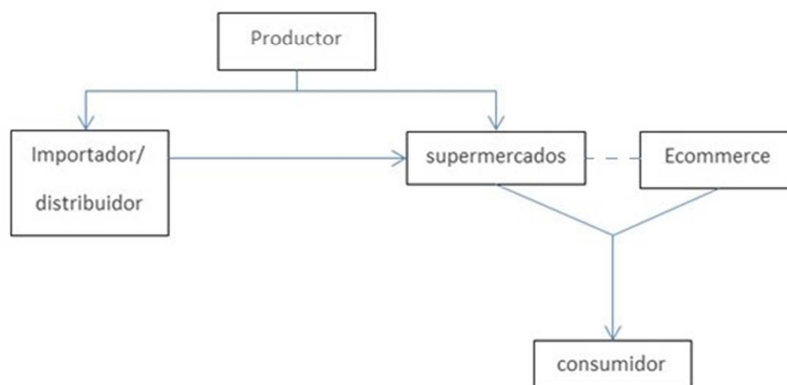 Productor
Importador/
distribuidor
supermercados
Ecommerce
consumidor